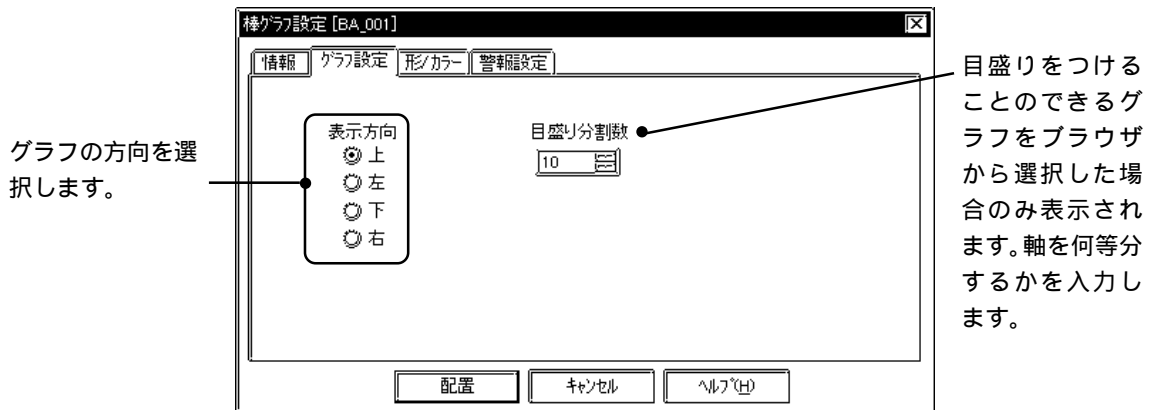 棒ｸﾞﾗﾌ設定 [BA_001]
情報 ｸﾞﾗﾌ設定 形/ｶﾗｰ 警報設定
グラフの方向を選
択します。
表示方向
上
左
下
右
目盛り分割数
10
目盛りをつける
ことのできるグ
ラフをブラウザ
から選択した場
合のみ表示され
ます。軸を何等分
するかを入力し
ます。
配置 ｷｬﾝｾﾙ ﾍﾙﾌﾟ(H)